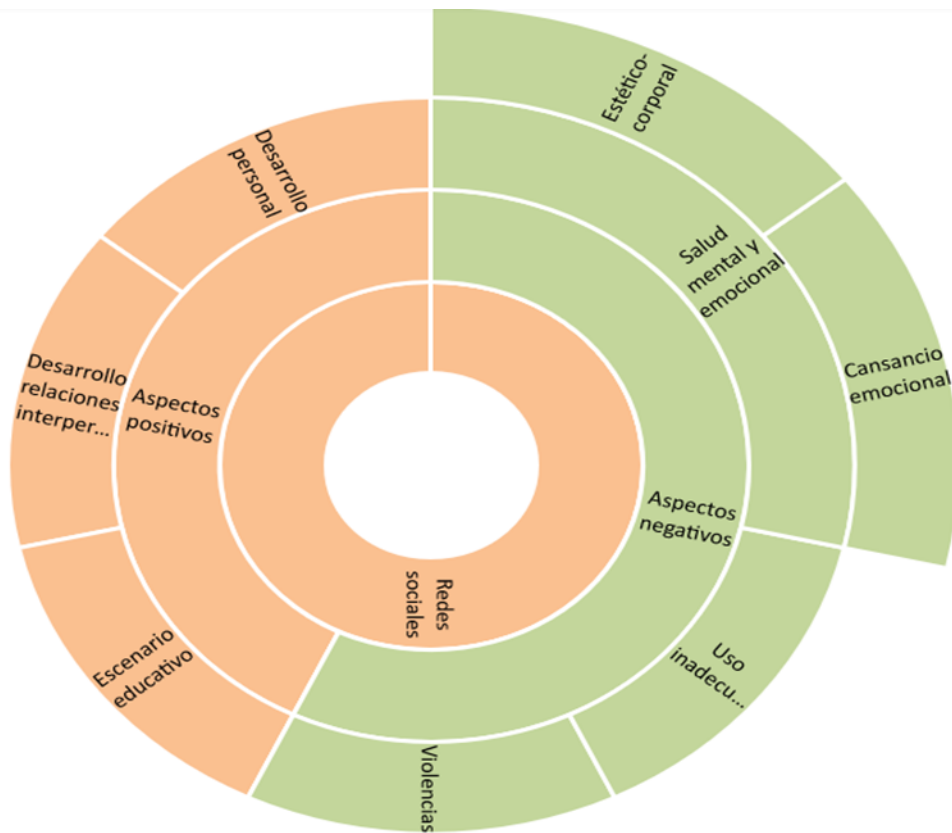 Estético-
corporal
Desarrollo
personal
Salud
mental y
emocional
Cansancio
emocional
Desarrollo
relaciones
interper...
Aspectos
positivos
Aspectos
negativos
Redes
sociales
Escenario
educativo
Uso
inadecu...
Violencias